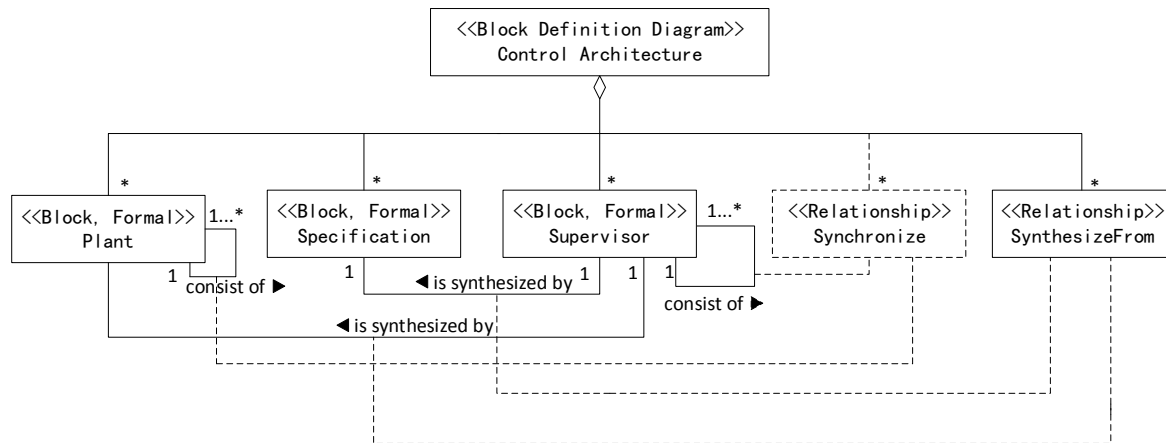 <<Block Definition Diagram>>
Control Architecture
*
*
*
*
*
<<Block, Formal>>
Plant
1...*
<<Block, Formal>>
Specification
<<Block, Formal>>
Supervisor
1...*
<<Relationship>>
Synchronize
<<Relationship>>
SynthesizeFrom
1
consist of ►
1
◄ is synthesized by
1
1
1
consist of ►
◄ is synthesized by